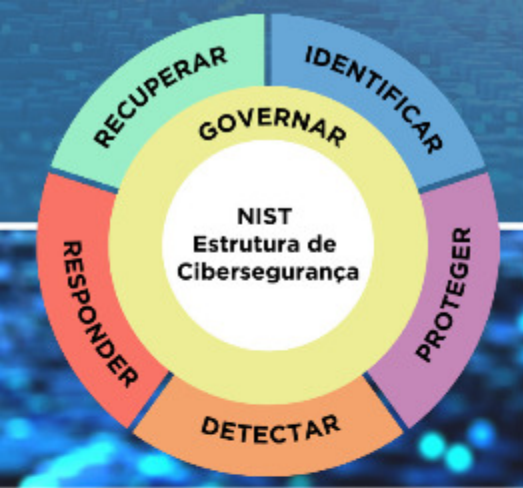 RECUPERAR
IDENTIFICAR
GOVERNAR
NIST
Estrutura de
Cibersegurança
RESPONDER
PROTEGER
DETECTAR